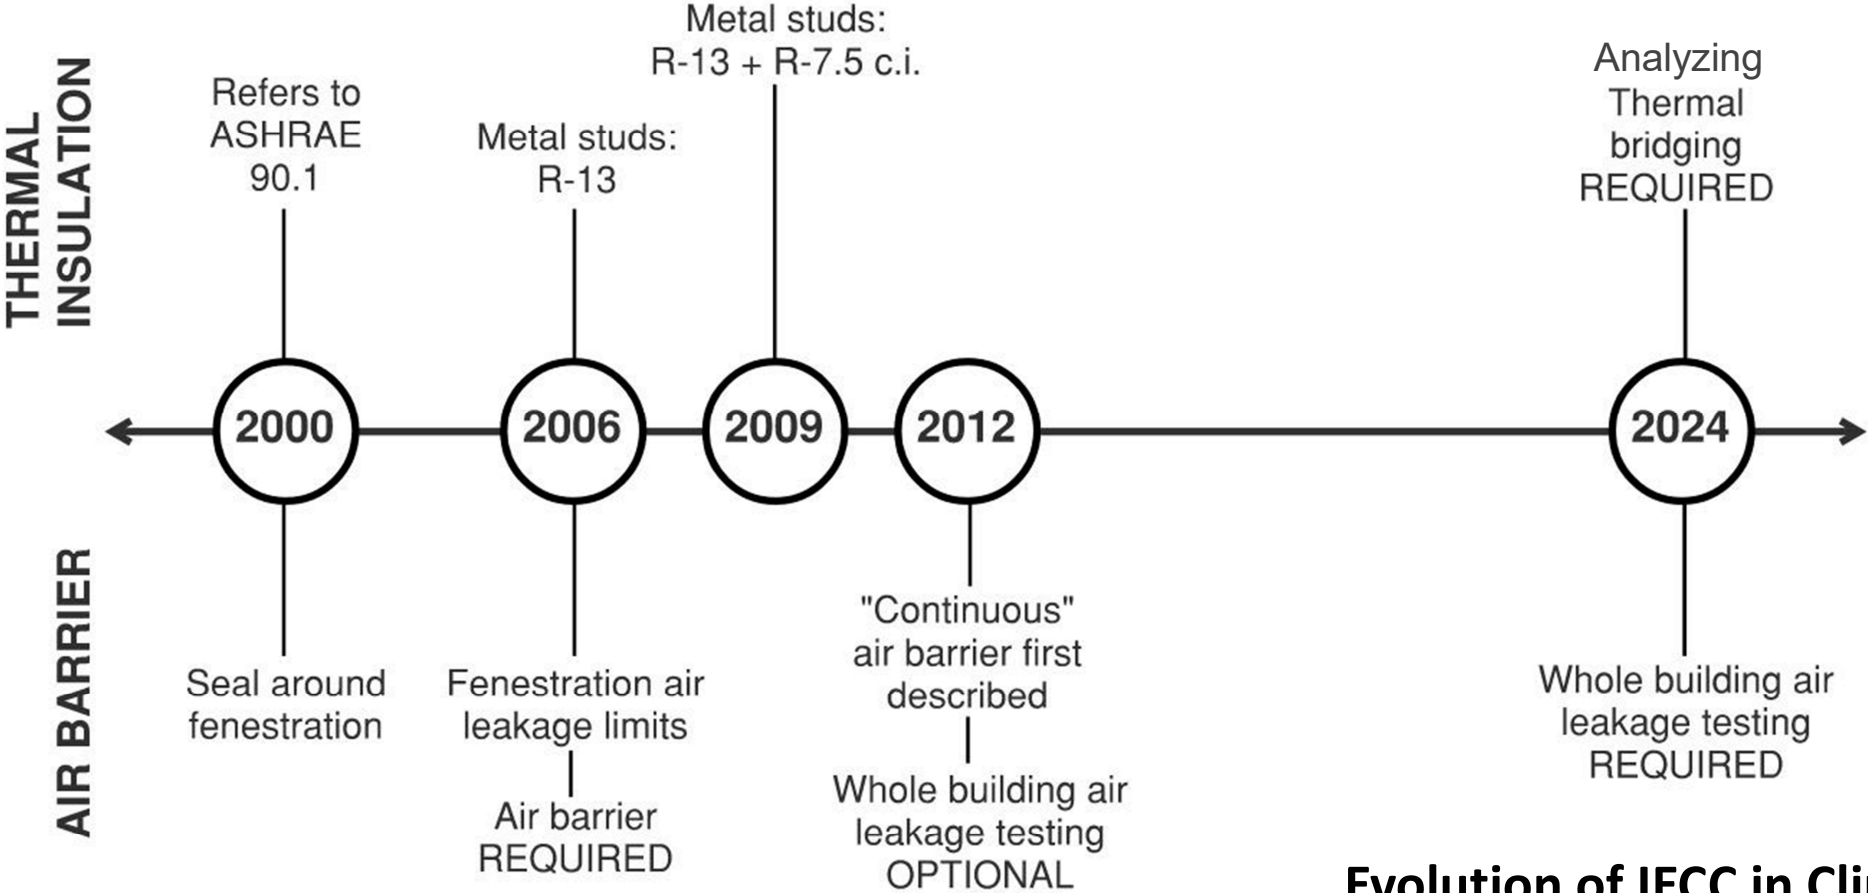 THERMAL
INSULATION
Refers to
ASHRAE
90.1
Metal studs:
R-13
Metal studs:
R-13 + R-7.5 c.i.
Analyzing
Thermal
bridging
REQUIRED
2000
2006
2009
2012
2024
AIR BARRIER
Seal around
fenestration
Fenestration air
leakage limits
Air barrier
REQUIRED
"Continuous"
air barrier first
described
Whole building air
leakage testing
OPTIONAL
Whole building air
leakage testing
REQUIRED
Evolution of IECC in